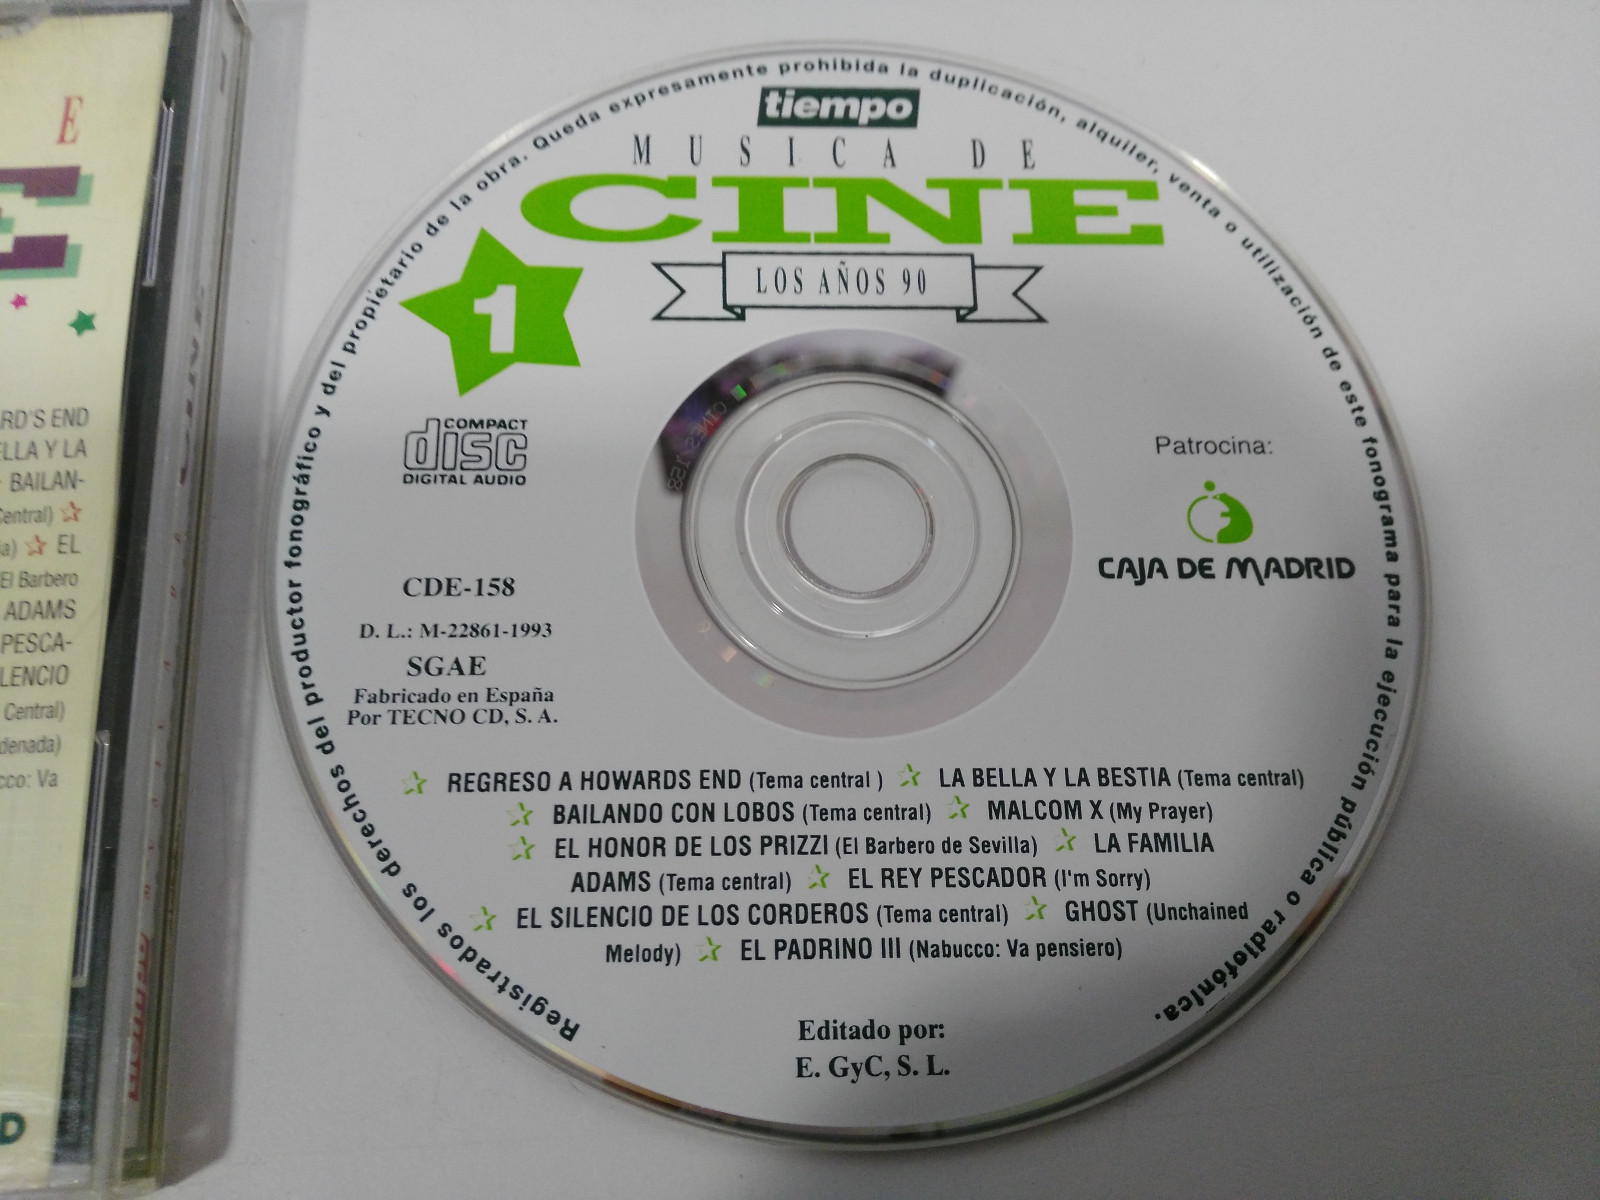 E
E
RD'S END
ELLA Y LA
BAILAN-
Central)
a) EL
El Barbero
ADAMS
PESCA-
LENCIO
Central)
denada)
cco: Va
D
Registrados los derechos del productor fonográfico y del propietario de la obra. Queda expresamente prohibida la duplicación, alquiler, venta o utilización de este fonograma para la ejecución pública o radiofónica.
tiempo
MUSICA DE
CINE
LOS AÑOS 90
1
COMPACT
disc
DIGITAL AUDIO
Patrocina:
CAJA DE MADRID
CDE-158
D. L.: M-22861-1993
SGAE
Fabricado en España
Por TECNO CD, S. A.
REGRESO A HOWARDS END (Tema central ) LA BELLA Y LA BESTIA (Tema central)
BAILANDO CON LOBOS (Tema central) MALCOM X (My Prayer)
EL HONOR DE LOS PRIZZI (El Barbero de Sevilla) LA FAMILIA
ADAMS (Tema central) EL REY PESCADOR (I'm Sorry)
EL SILENCIO DE LOS CORDEROS (Tema central) GHOST (Unchained
Melody) EL PADRINO III (Nabucco: Va pensiero)
Editado por:
E. GyC, S. L.